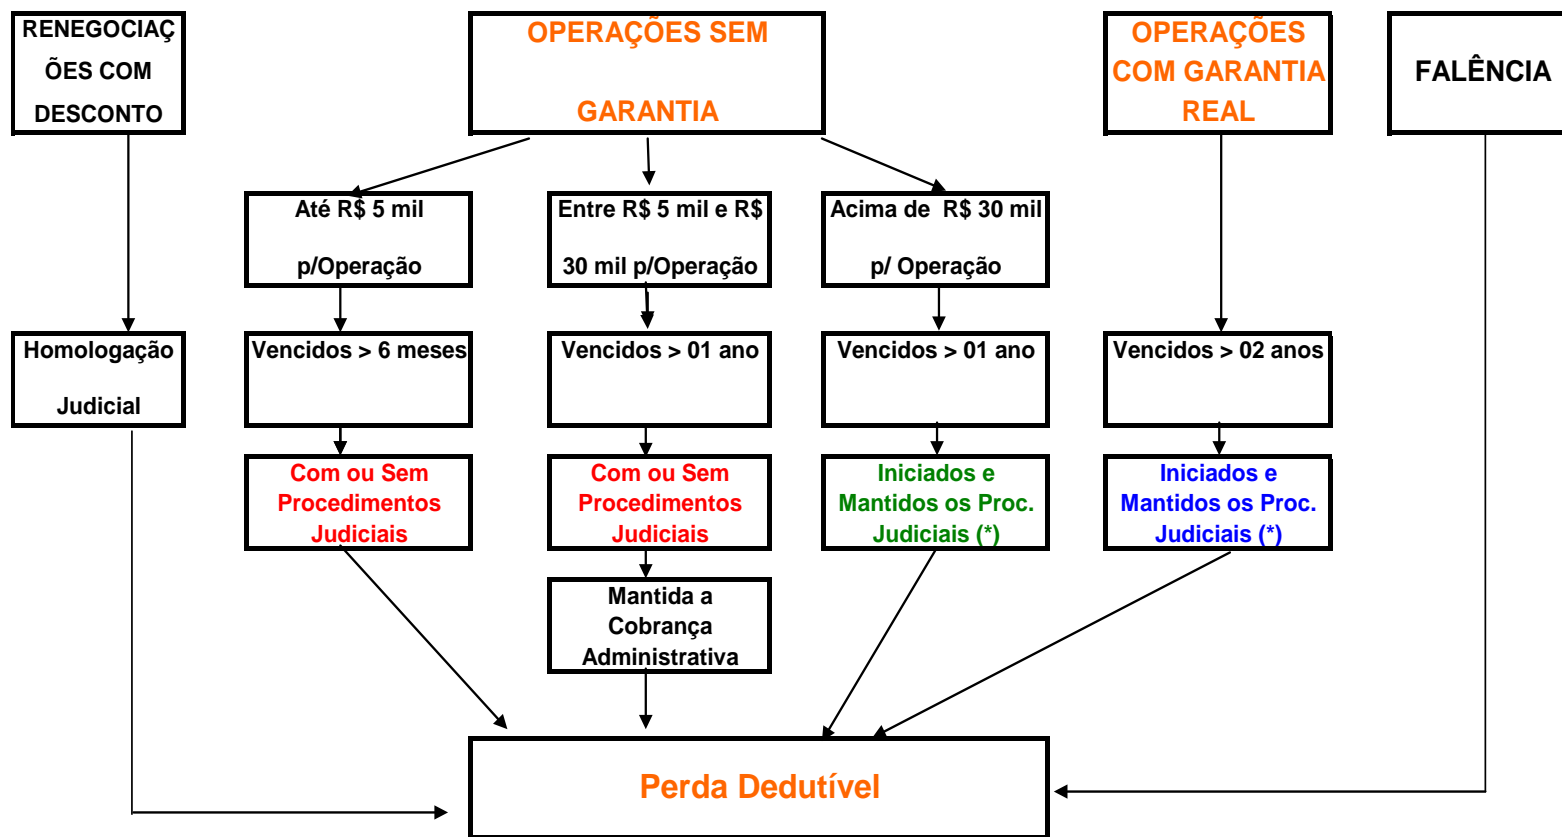 RENEGOCIAÇ
ÕES COM
DESCONTO
OPERAÇÕES SEM
GARANTIA
OPERAÇÕES
COM GARANTIA
REAL
FALÊNCIA
Até R$ 5 mil
p/Operação
Entre R$ 5 mil e R$
30 mil p/Operação
Acima de R$ 30 mil
p/ Operação
Homologação
Judicial
Vencidos > 6 meses
Vencidos > 01 ano
Vencidos > 01 ano
Vencidos > 02 anos
Com ou Sem
Procedimentos
Judiciais
Com ou Sem
Procedimentos
Judiciais
Iniciados e
Mantidos os Proc.
Judiciais (*)
Iniciados e
Mantidos os Proc.
Judiciais (*)
Mantida a
Cobrança
Administrativa
Perda Dedutível